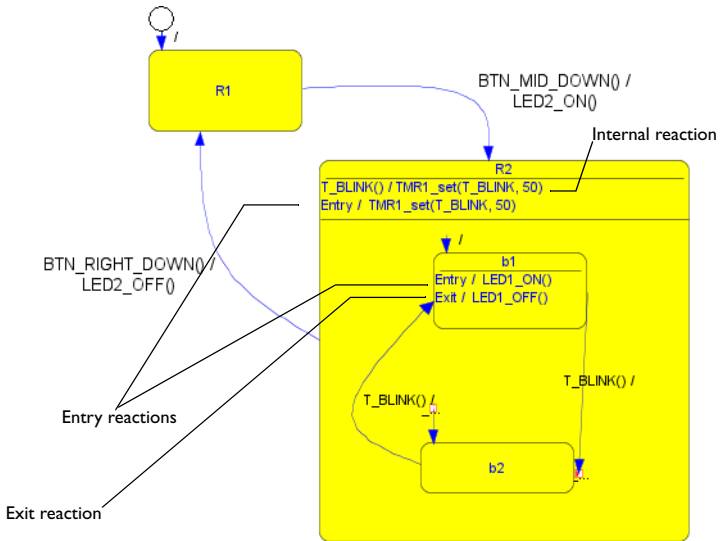 /
R1
BTN_MID_DOWN() /
LED2_ON()
Internal reaction
R2
T_BLINK() / TMR1_set(T_BLINK, 50)
Entry / TMR1_set(T_BLINK, 50)
/
b1
BTN_RIGHT_DOWN() /
LED2_OFF()
Entry / LED1_ON()
Exit / LED1_OFF()
T_BLINK() /
T_BLINK() /
_...
Entry reactions
b2
_...
Exit reaction